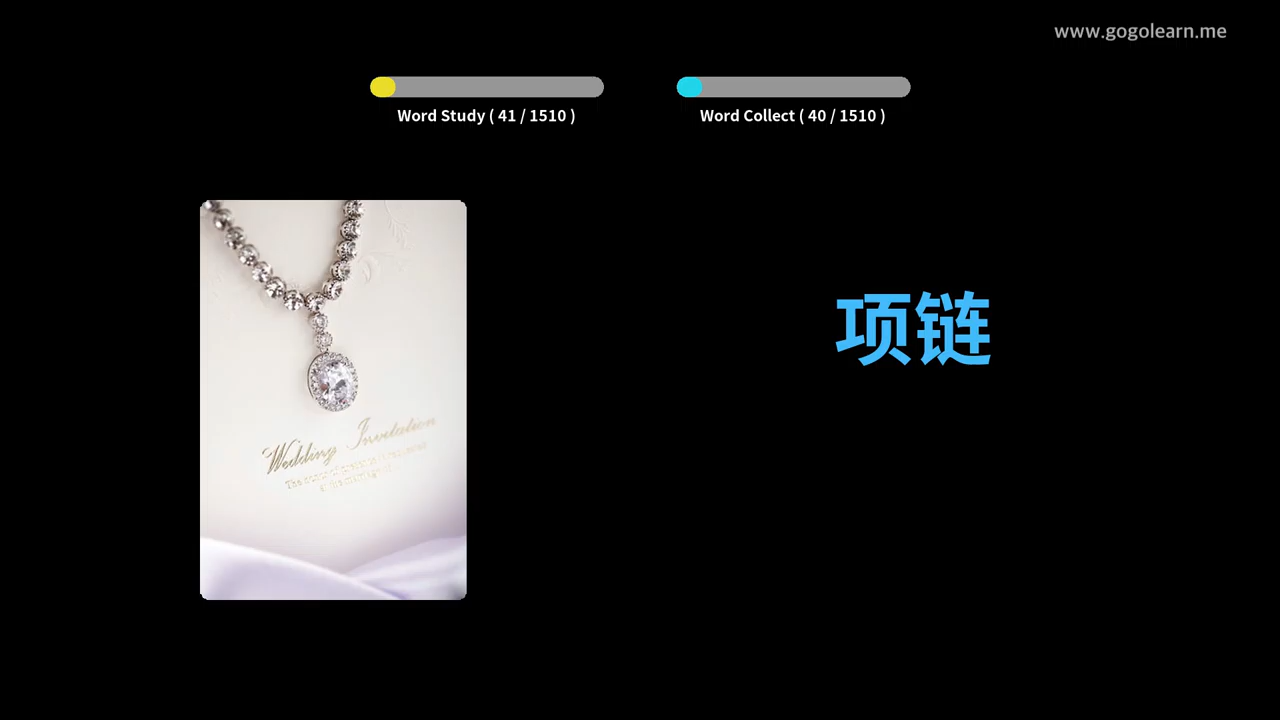 www.gogolearn.me
Word Study ( 41 / 1510 )
Word Collect ( 40 / 1510 )
项链
Wedding Invitation